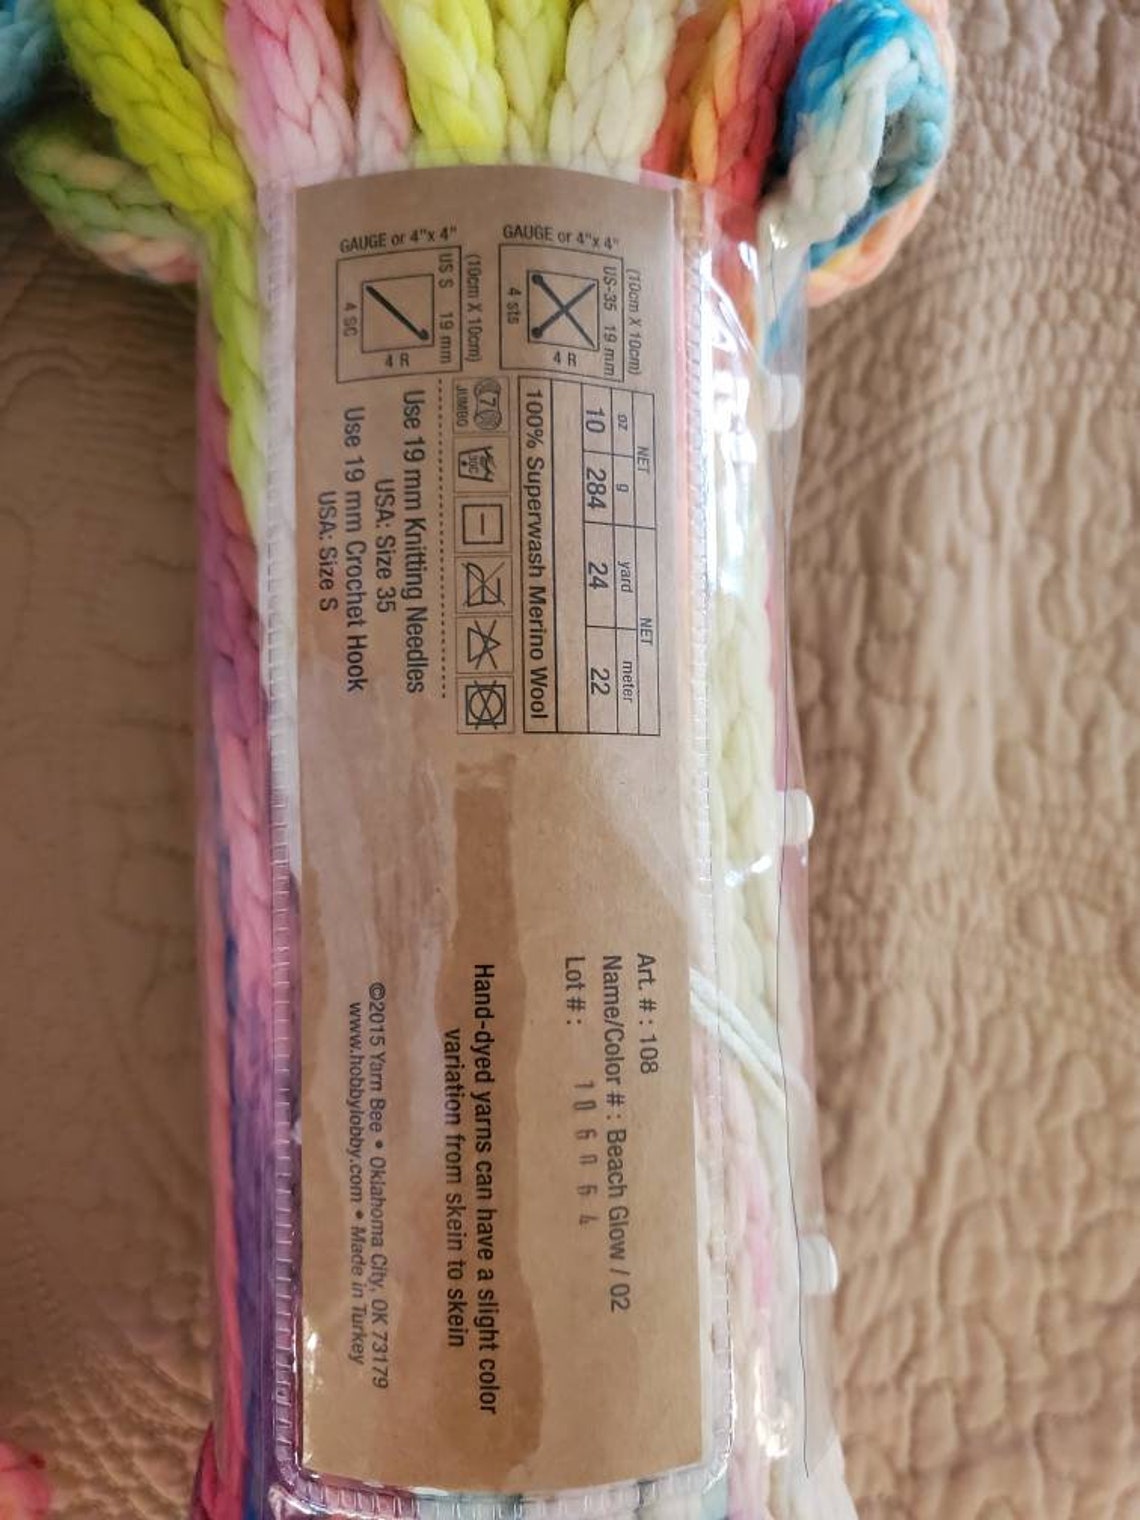 Art. # : 108
Name/Color # : Beach Glow / 02
Lot # :
NET NET
oz g yard meter
10 284 24 22
100% Superwash Merino Wool
GAUGE or 4"x 4"
(10cm X 10cm)
US-35 19 mm
4 R
4 sts
GAUGE or 4"x 4"
(10cm X 10cm)
US S 19 mm
4 R
4 SC
7
JUMBO
30C
Use 19 mm Knitting Needles
USA: Size 35
Use 19 mm Crochet Hook
USA: Size S
Hand-dyed yarns can have a slight color
variation from skein to skein
©2015 Yarn Bee • Oklahoma City, OK 73179
www.hobbylobby.com • Made in Turkey